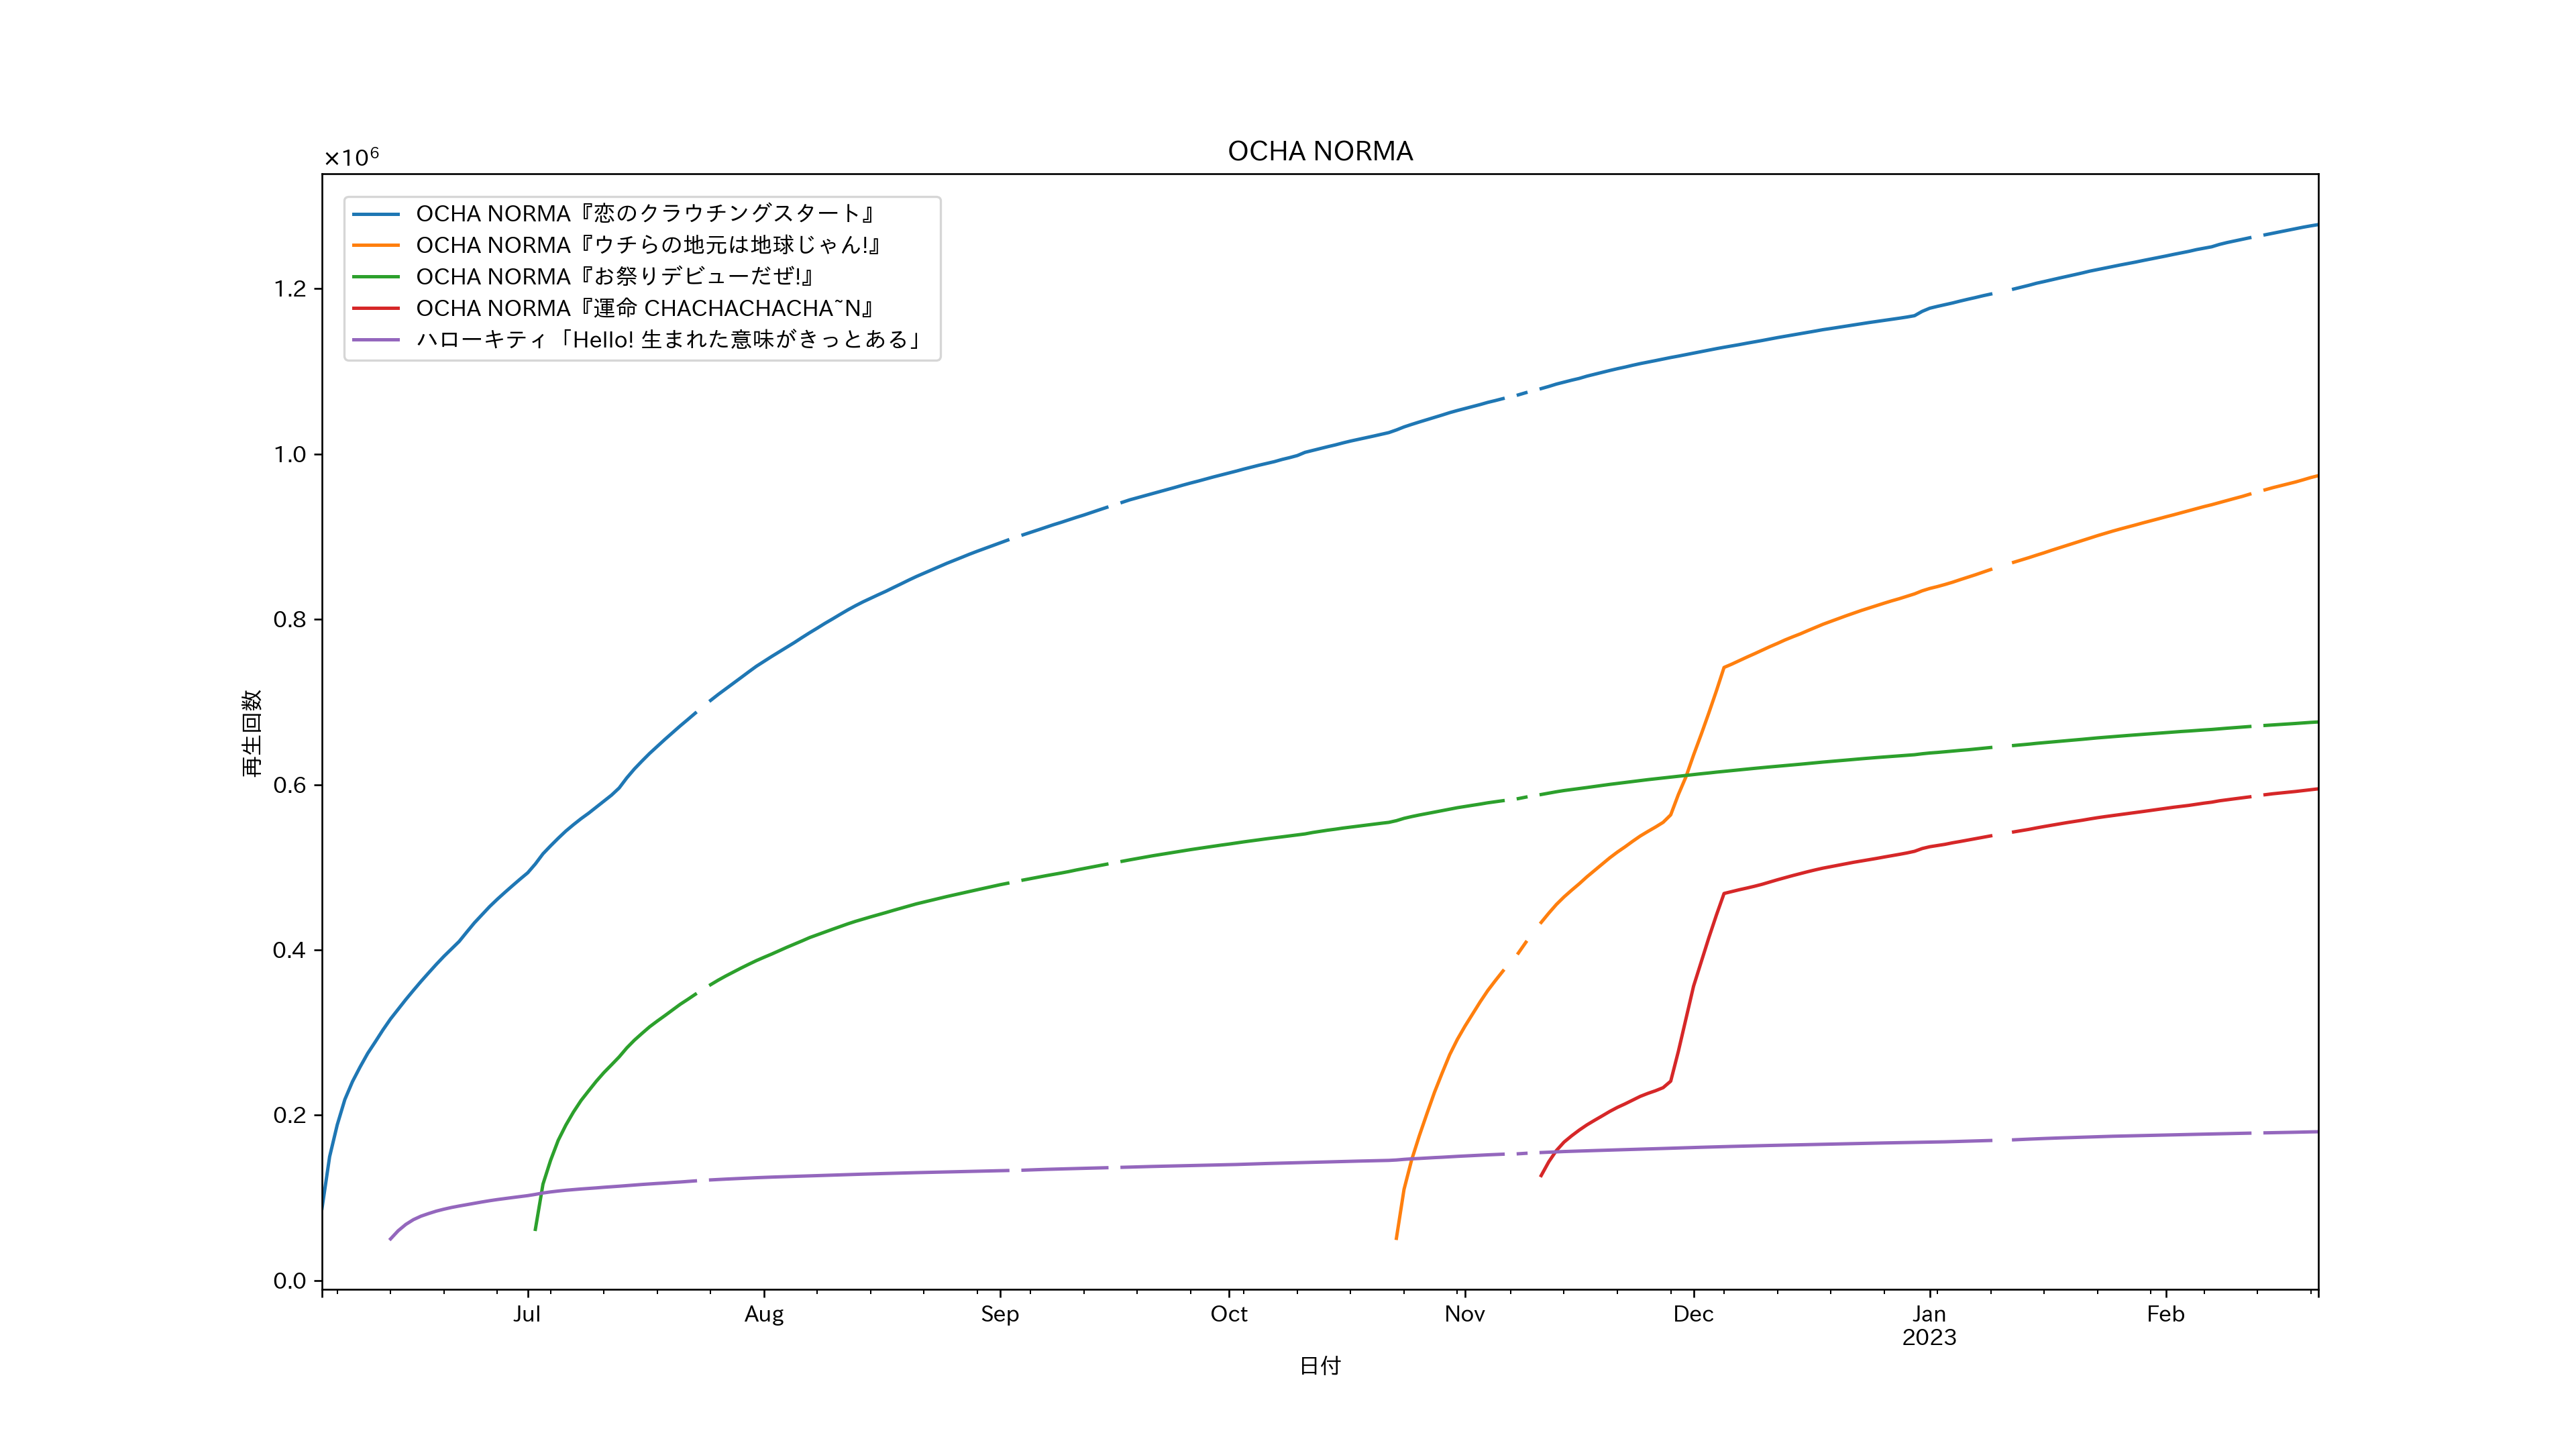 OCHA NORMA
×10⁶
OCHA NORMA『恋のクラウチングスタート』
OCHA NORMA『ウチらの地元は地球じゃん!』
OCHA NORMA『お祭りデビューだぜ!』
OCHA NORMA『運命 CHACHACHACHA~N』
ハローキティ「Hello! 生まれた意味がきっとある」
1.2
1.0
0.8
0.6
0.4
0.2
0.0
再生回数
Jul
Aug
Sep
Oct
Nov
Dec
Jan
2023
Feb
日付